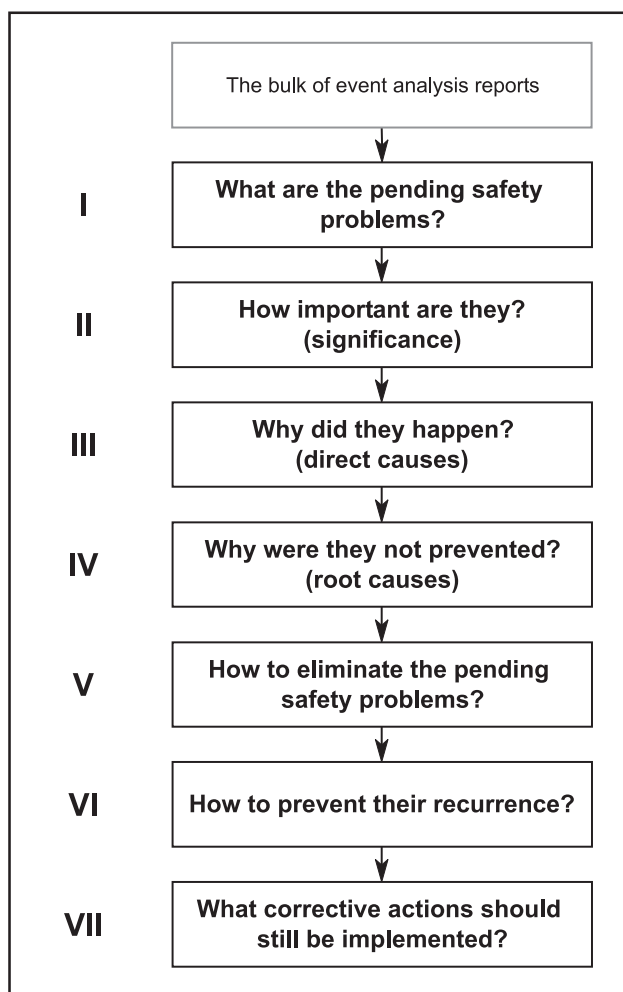 The bulk of event analysis reports
I
What are the pending safety
problems?
II
How important are they?
(significance)
III
Why did they happen?
(direct causes)
IV
Why were they not prevented?
(root causes)
V
How to eliminate the pending
safety problems?
VI
How to prevent their recurrence?
VII
What corrective actions should
still be implemented?